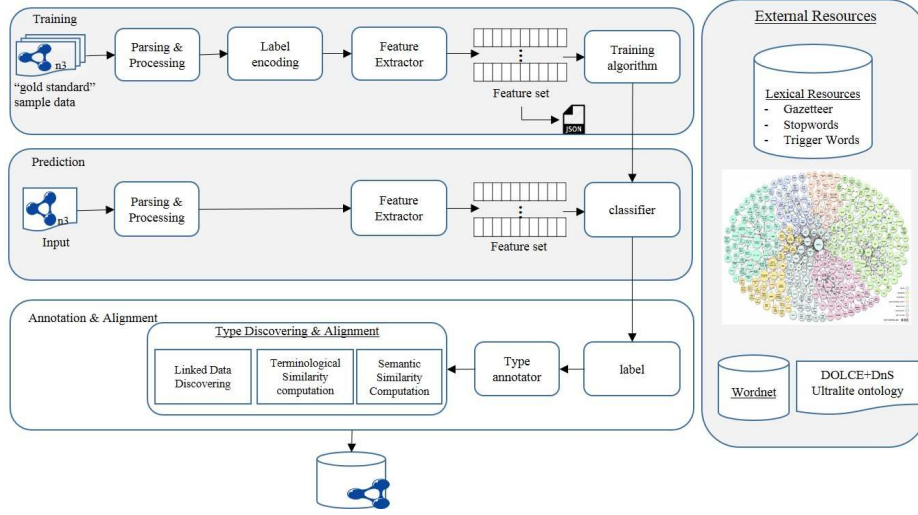 Training
n3
"gold standard"
sample data
Parsing &
Processing
Label
encoding
Feature
Extractor
Feature set
JSON
Training
algorithm
Prediction
n3
Input
Parsing &
Processing
Feature
Extractor
Feature set
classifier
Annotation & Alignment
Type Discovering & Alignment
Linked Data
Discovering
Terminological
Similarity
computation
Semantic
Similarity
Computation
Type
annotator
label
External Resources
Lexical Resources
- Gazetteer
- Stopwords
- Trigger Words
Wordnet
DOLCE+DnS
Ultralite ontology